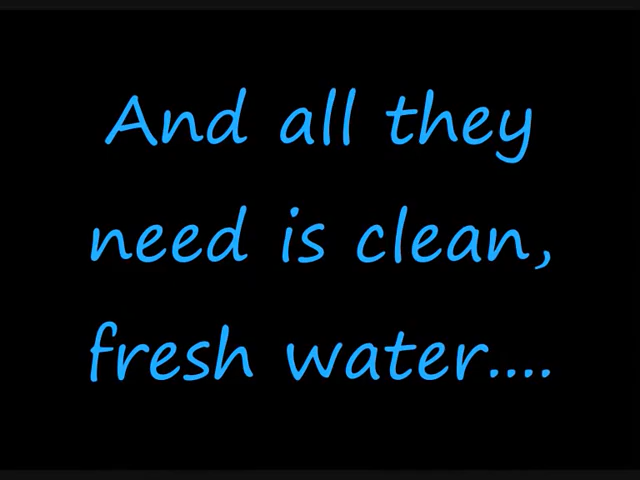 And all they
need is clean,
fresh water....